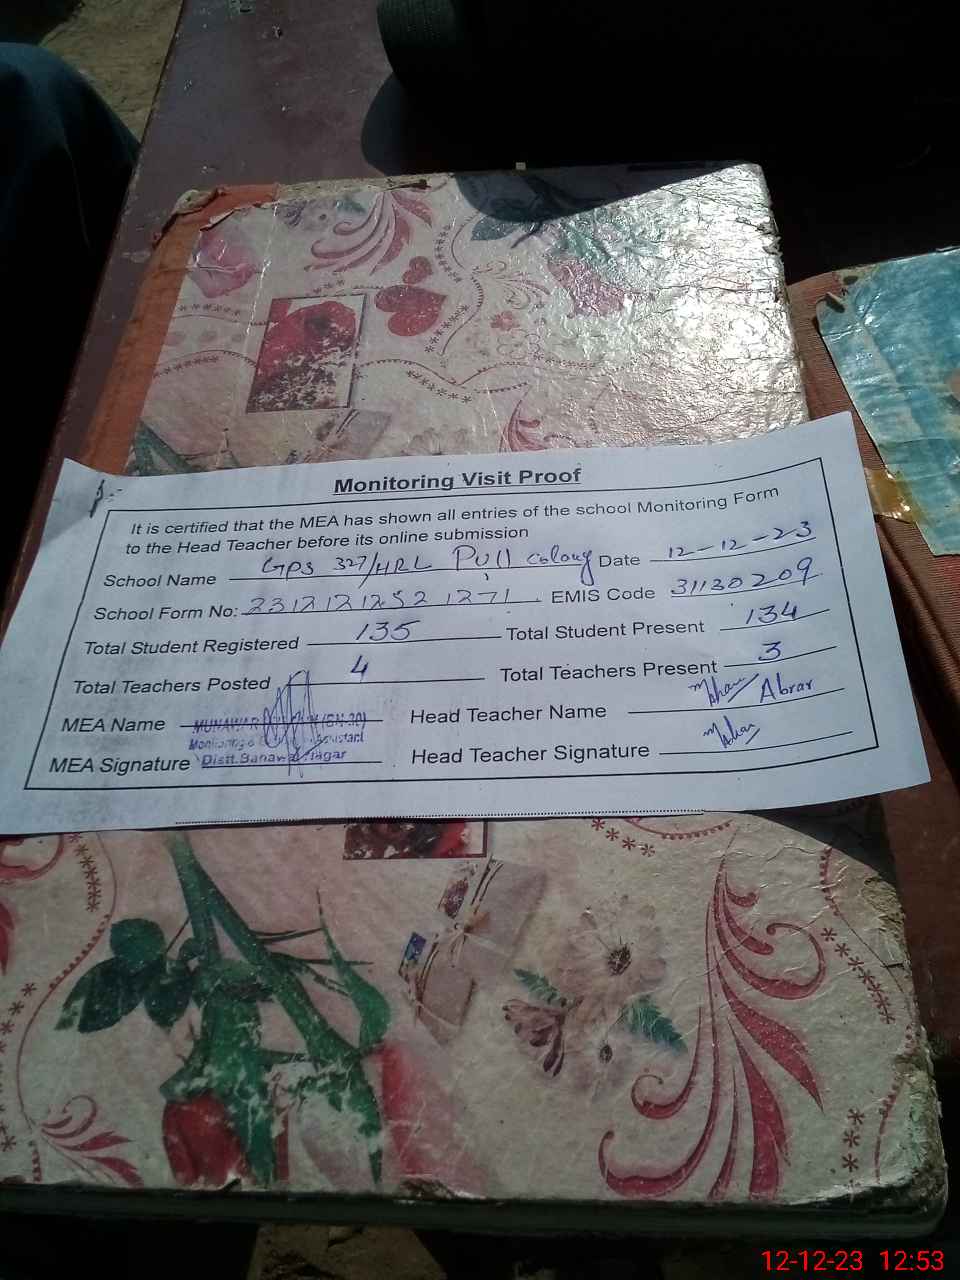 Monitoring Visit Proof
It is certified that the MEA has shown all entries of the school Monitoring Form
to the Head Teacher before its online submission
School Name GPS 327/HRL Pull Colony Date 12-12-23
School Form No: 23121212521271 EMIS Code 31130209
Total Student Registered 135 Total Student Present 134
Total Teachers Posted 4 Total Teachers Present 3
MEA Name MUNAWAR Head Teacher Name Abrar
Monitoring & Assistant
MEA Signature Distt. Head Teacher Signature
12-12-23 12:53